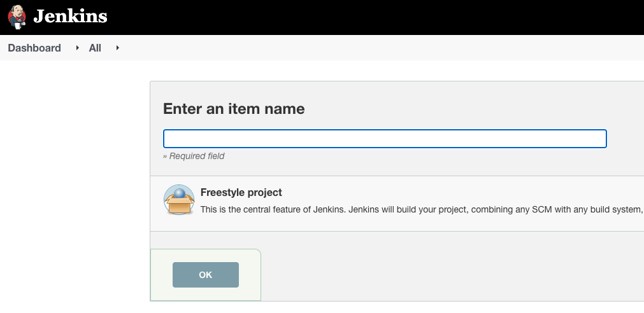 Jenkins
Dashboard
All
Enter an item name
» Required field
Freestyle project
This is the central feature of Jenkins. Jenkins will build your project, combining any SCM with any build system,
OK